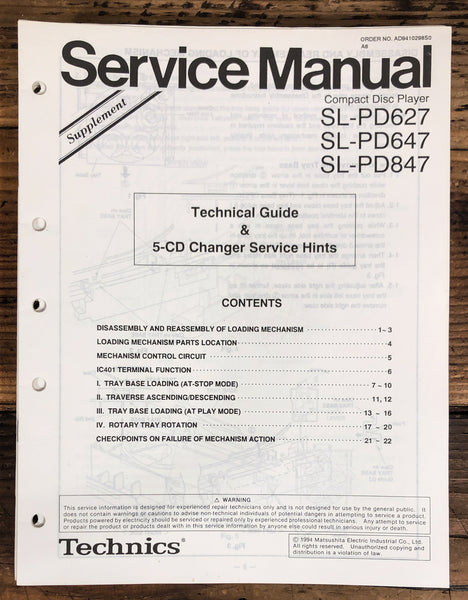 ORDER NO. AD9410298S0
A8
Service Manual
Supplement
Compact Disc Player
SL-PD627
SL-PD647
SL-PD847
Technical Guide
&
5-CD Changer Service Hints
CONTENTS
DISASSEMBLY AND REASSEMBLY OF LOADING MECHANISM 1~3
LOADING MECHANISM PARTS LOCATION 4
MECHANISM CONTROL CIRCUIT 5
IC401 TERMINAL FUNCTION 6
I. TRAY BASE LOADING (AT-STOP MODE) 7 ~ 10
II. TRAVERSE ASCENDING/DESCENDING 11, 12
III. TRAY BASE LOADING (AT PLAY MODE) 13 ~ 16
IV. ROTARY TRAY ROTATION 17 ~ 20
CHECKPOINTS ON FAILURE OF MECHANISM ACTION 21 ~ 22
⚠ WARNING
This service information is designed for experienced repair technicians only and is not designed for use by the general public. It
does not contain warnings or cautions to advise non-technical individuals of potential dangers in attempting to service a product.
Products powered by electricity should be serviced or repaired only by experienced professional technicians. Any attempt to service
or repair the product or products dealt with in this service information by anyone else could result in serious injury or death.
Technics®
© 1994 Matsushita Electric Industrial Co., Ltd.
All rights reserved. Unauthorized copying and
distribution is a violation of law.